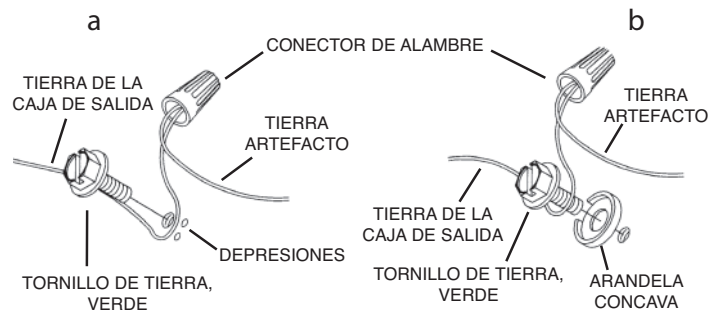 a
b
CONECTOR DE ALAMBRE
TIERRA DE LA
CAJA DE SALIDA
TIERRA
ARTEFACTO
DEPRESIONES
TORNILLO DE TIERRA,
VERDE
TIERRA
ARTEFACTO
TIERRA DE LA
CAJA DE SALIDA
TORNILLO DE TIERRA,
VERDE
ARANDELA
CONCAVA